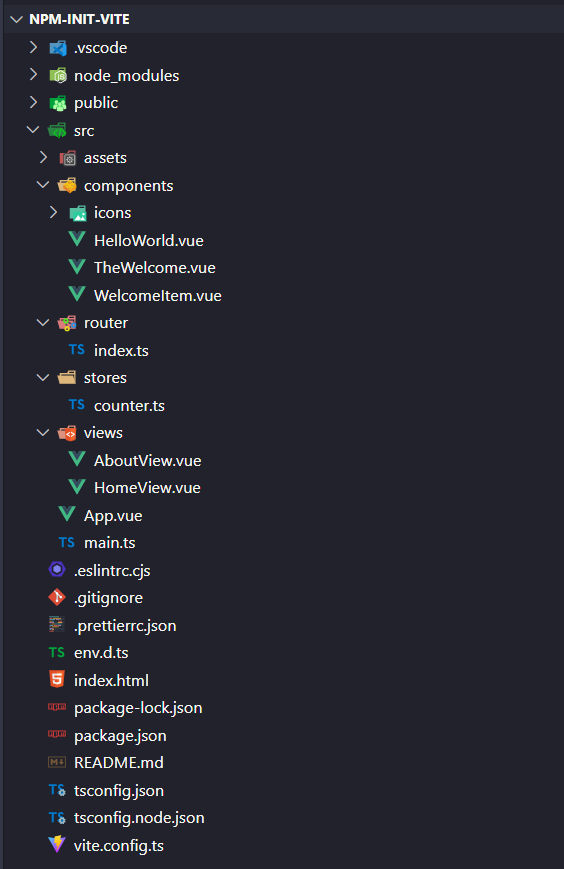 NPM-INIT-VITE
.vscode
node_modules
public
src
assets
components
icons
HelloWorld.vue
TheWelcome.vue
WelcomeItem.vue
router
TS index.ts
stores
TS counter.ts
views
AboutView.vue
HomeView.vue
App.vue
TS main.ts
.eslintrc.cjs
.gitignore
.prettierrc.json
TS env.d.ts
index.html
package-lock.json
package.json
README.md
TS tsconfig.json
TS tsconfig.node.json
vite.config.ts